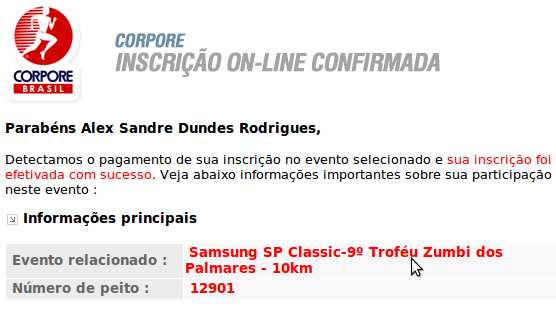 CORPORE
BRASIL
CORPORE
INSCRIÇÃO ON-LINE CONFIRMADA
Parabéns Alex Sandre Dundes Rodrigues,
Detectamos o pagamento de sua inscrição no evento selecionado e sua inscrição foi
efetivada com sucesso. Veja abaixo informações importantes sobre sua participação
neste evento :
Informações principais
Evento relacionado : Samsung SP Classic-9º Troféu Zumbi dos
Palmares - 10km
Número de peito : 12901